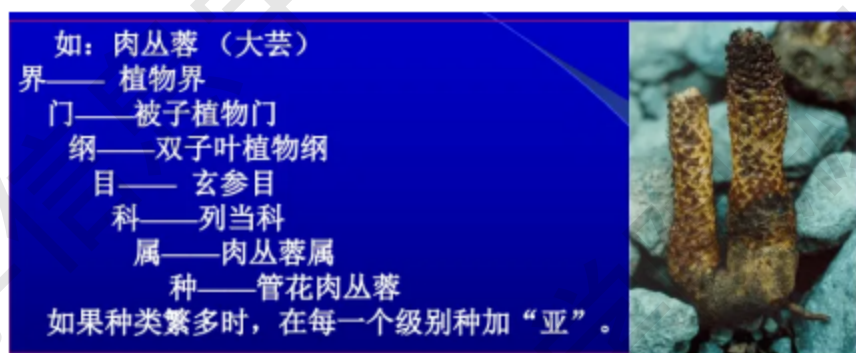 如：肉丛蓉 （大芸）
界—— 植物界
门——被子植物门
纲——双子叶植物纲
目—— 玄参目
科——列当科
属——肉丛蓉属
种——管花肉丛蓉
如果种类繁多时，在每一个级别种加“亚”。